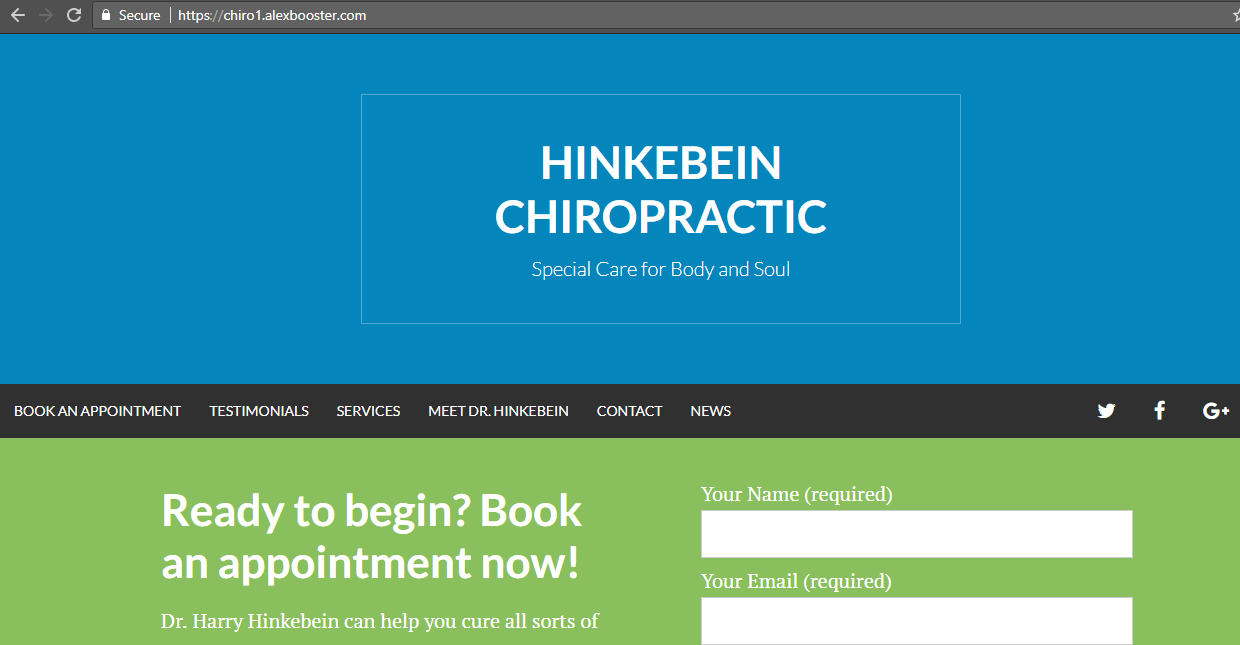 Secure https://chiro1.alexbooster.com
HINKEBEIN
CHIROPRACTIC
Special Care for Body and Soul
BOOK AN APPOINTMENT TESTIMONIALS SERVICES MEET DR. HINKEBEIN CONTACT NEWS G+
Ready to begin? Book
an appointment now!
Dr. Harry Hinkebein can help you cure all sorts of
Your Name (required)
Your Email (required)